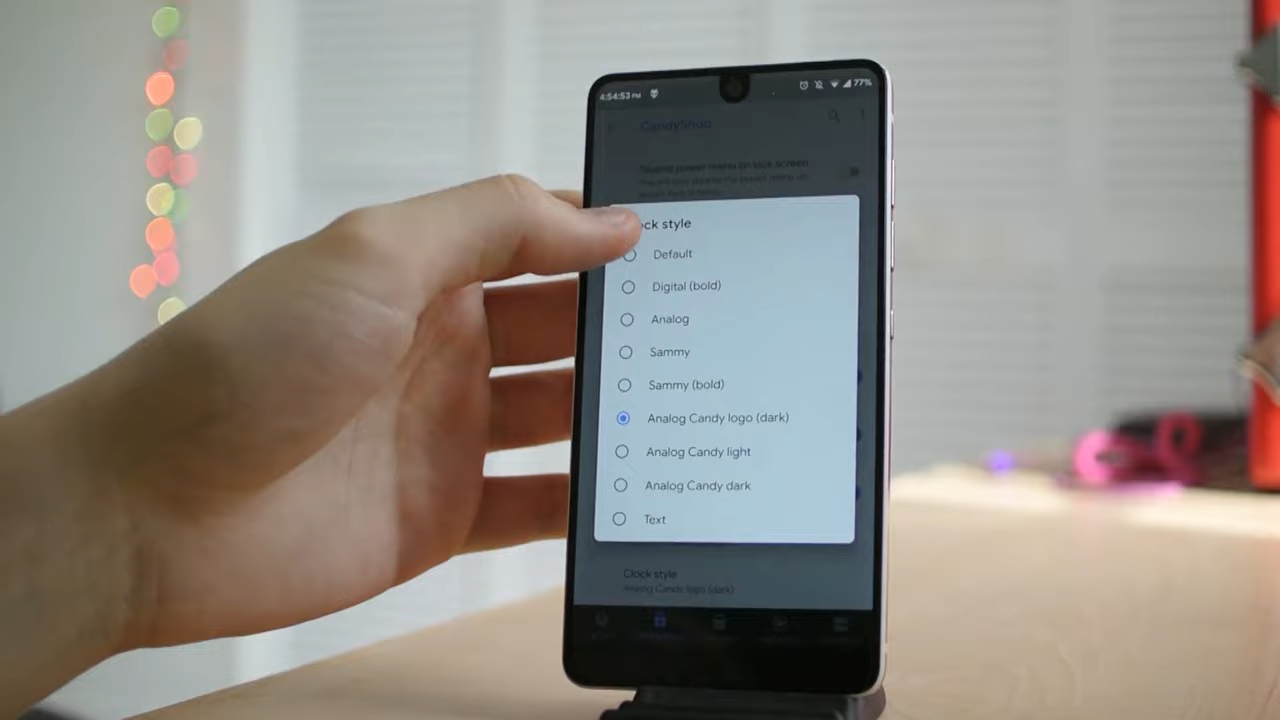 4:54:53 PM
77%
CandyShop
ck style
Default
Digital (bold)
Analog
Sammy
Sammy (bold)
Analog Candy logo (dark)
Analog Candy light
Analog Candy dark
Text
Clock style
Analog Candy logo (dark)